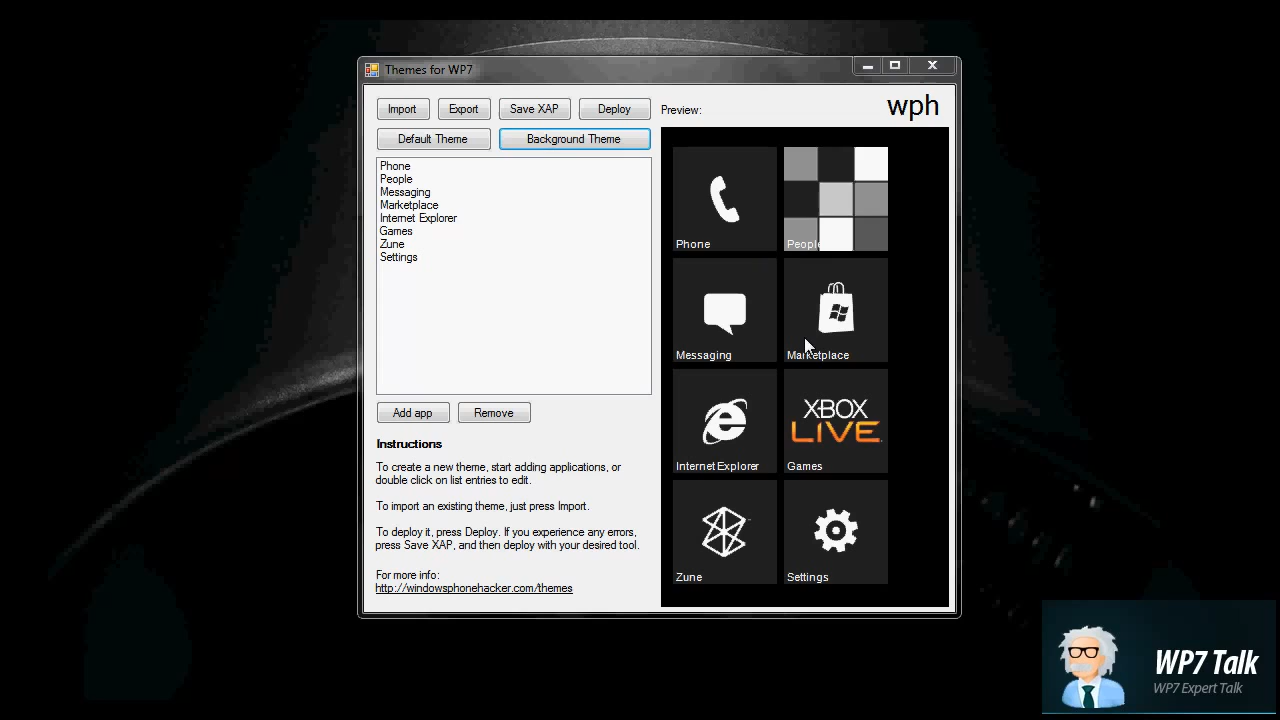 Themes for WP7
Import
Export
Save XAP
Deploy
Preview:
wph
Default Theme
Background Theme
Phone
People
Messaging
Marketplace
Internet Explorer
Games
Zune
Settings
Add app
Remove
Instructions
To create a new theme, start adding applications, or
double click on list entries to edit.
To import an existing theme, just press Import.
To deploy it, press Deploy. If you experience any errors,
press Save XAP, and then deploy with your desired tool.
For more info:
http://windowsphonehacker.com/themes
Phone
People
Messaging
Marketplace
Internet Explorer
XBOX
LIVE
Games
Zune
Settings
WP7 Talk
WP7 Expert Talk